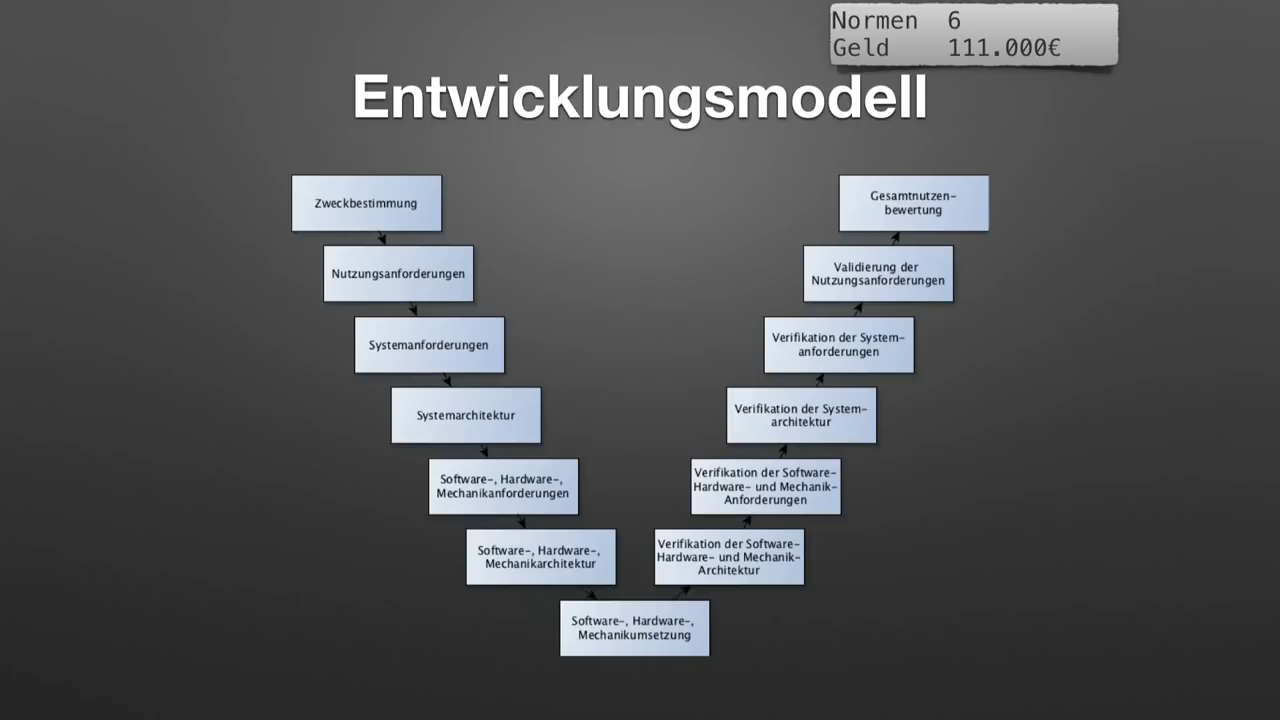 Normen 6
Geld 111.000€
Entwicklungsmodell
Zweckbestimmung
Nutzungsanforderungen
Systemanforderungen
Systemarchitektur
Software-, Hardware-,
Mechanikanforderungen
Software-, Hardware-,
Mechanikarchitektur
Software-, Hardware-,
Mechanikumsetzung
Verifikation der Software-
Hardware- und Mechanik-
Architektur
Verifikation der Software-
Hardware- und Mechanik-
Anforderungen
Verifikation der System-
architektur
Verifikation der System-
anforderungen
Validierung der
Nutzungsanforderungen
Gesamtnutzen-
bewertung